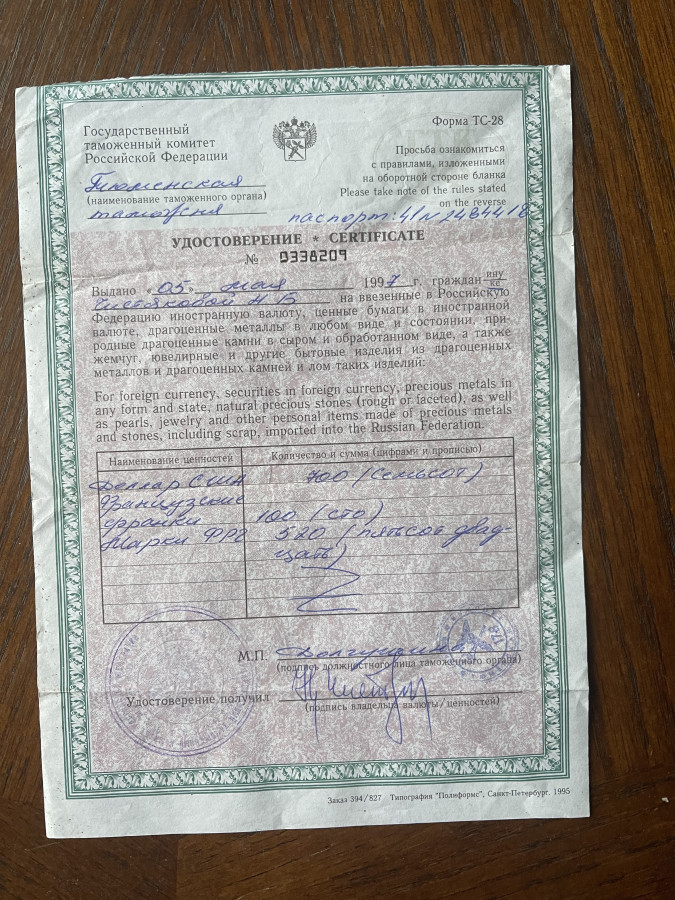 Государственный
таможенный комитет
Российской Федерации
Форма ТС-28
Просьба ознакомиться
с правилами, изложенными
на оборотной стороне бланка
Please take note of the rules stated
on the reverse
Тюменская
(наименование таможенного органа)
таможня
паспорт: 41 N 2484418
УДОСТОВЕРЕНИЕ * CERTIFICATE
№ 0338209
Выдано «05» мая 1997 г. граждан-ину
ке
Чистяковой Н В на ввезенные в Российскую
Федерацию иностранную валюту, ценные бумаги в иностранной
валюте, драгоценные металлы в любом виде и состоянии, при-
родные драгоценные камни в сыром и обработанном виде, а также
жемчуг, ювелирные и другие бытовые изделия из драгоценных
металлов и драгоценных камней и лом таких изделий:
For foreign currency, securities in foreign currency, precious metals in
any form and state, natural precious stones (rough or faceted), as well
as pearls, jewelry and other personal items made of precious metals
and stones, including scrap, imported into the Russian Federation.
Наименование ценностей
Количество и сумма (цифрами и прописью)
Доллар США 700 (семьсот)
Французские
франки 100 (сто)
Марки ФРГ 520 (пятьсот двад-
цать)
М.П.
(подпись должностного лица таможенного органа)
Удостоверение получил
(подпись владельца валюты/ценностей)
Заказ 394/827 Типография "Полиформс", Санкт-Петербург. 1995